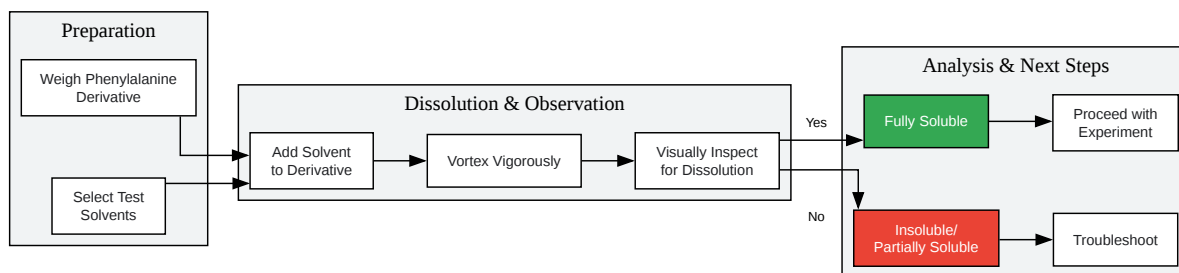 Preparation
Weigh Phenylalanine
Derivative
Select Test
Solvents
Dissolution & Observation
Add Solvent
to Derivative
Vortex Vigorously
Visually Inspect
for Dissolution
Yes
No
Analysis & Next Steps
Fully Soluble
Proceed with
Experiment
Insoluble/
Partially Soluble
Troubleshoot